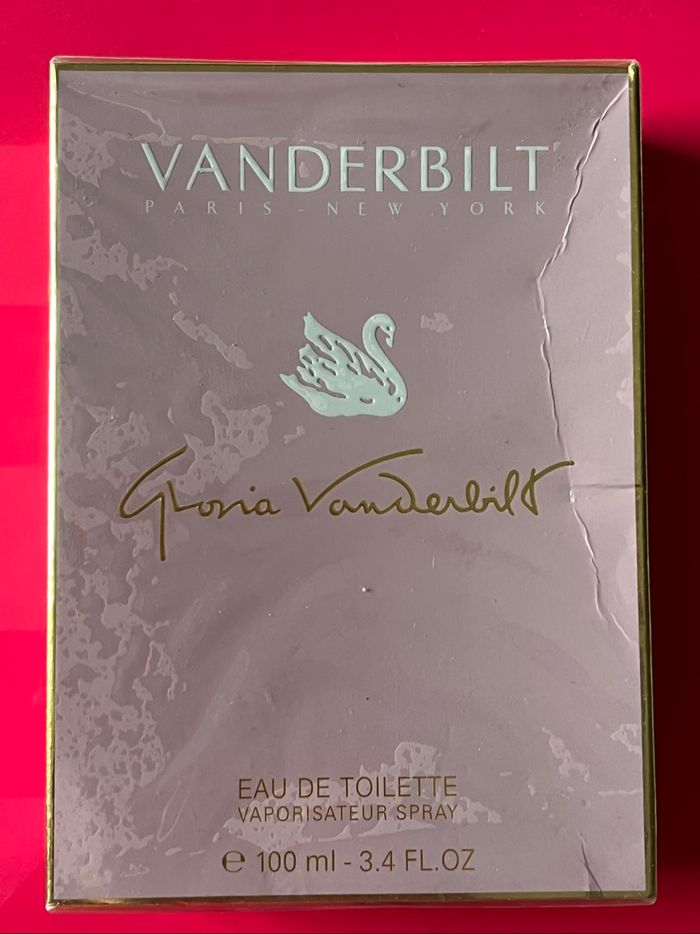 VANDERBILT
PARIS - NEW YORK
Gloria Vanderbilt
EAU DE TOILETTE
VAPORISATEUR SPRAY
℮ 100 ml - 3.4 FL.OZ